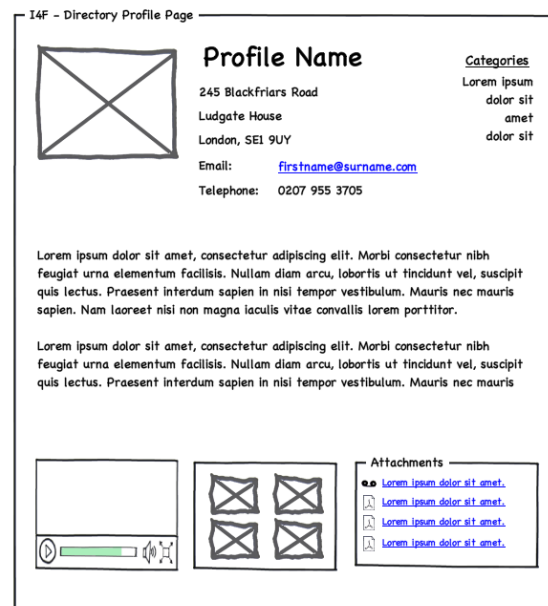 I4F - Directory Profile Page
Profile Name
245 Blackfriars Road
Ludgate House
London, SE1 9UY
Email: firstname@surname.com
Telephone: 0207 955 3705
Categories
Lorem ipsum
dolor sit
amet
dolor sit
Lorem ipsum dolor sit amet, consectetur adipiscing elit. Morbi consectetur nibh
feugiat urna elementum facilisis. Nullam diam arcu, lobortis ut tincidunt vel, suscipit
quis lectus. Praesent interdum sapien in nisi tempor vestibulum. Mauris nec mauris
sapien. Nam laoreet nisi non magna iaculis vitae convallis lorem porttitor.
Lorem ipsum dolor sit amet, consectetur adipiscing elit. Morbi consectetur nibh
feugiat urna elementum facilisis. Nullam diam arcu, lobortis ut tincidunt vel, suscipit
quis lectus. Praesent interdum sapien in nisi tempor vestibulum. Mauris nec mauris
Attachments
Lorem ipsum dolor sit amet.
Lorem ipsum dolor sit amet.
Lorem ipsum dolor sit amet.
Lorem ipsum dolor sit amet.